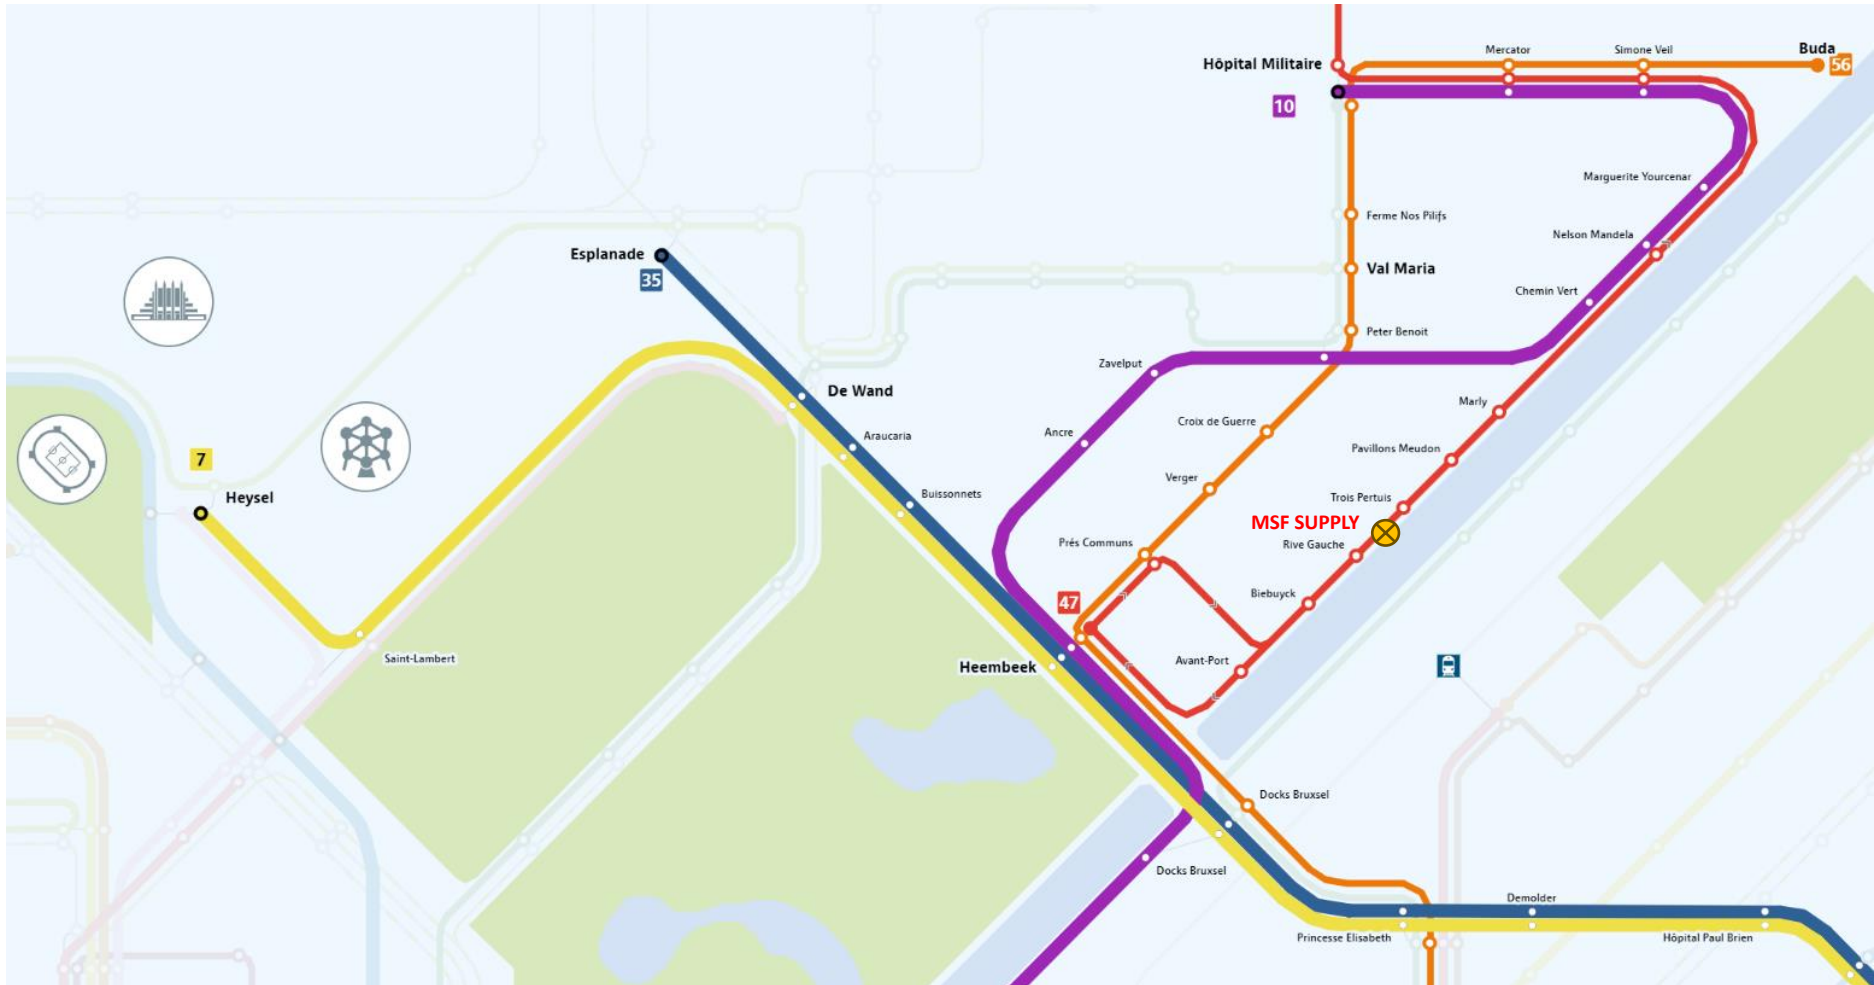 Mercator
Simone Veil
Buda
56
Hôpital Militaire
10
Marguerite Yourcenar
Ferme Nos Pilifs
Nelson Mandela
Esplanade
35
Val Maria
Chemin Vert
Peter Benoit
Zavelput
De Wand
Marly
Croix de Guerre
Ancre
Araucaria
Pavillons Meudon
7
Verger
Heysel
Buissonnets
Trois Pertuis
MSF SUPPLY
Prés Communs
Rive Gauche
Biebuyck
47
Saint-Lambert
Heembeek
Avant-Port
Docks Bruxsel
Docks Bruxsel
Demolder
Princesse Elisabeth
Hôpital Paul Brien